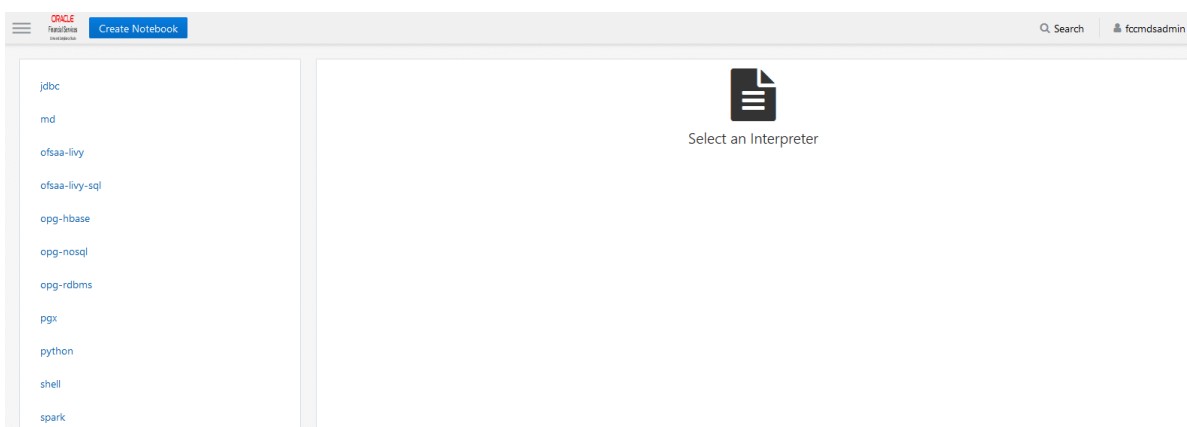 ORACLE
Financial Services
Create Notebook
Search
fccmdsadmin
jdbc
md
ofsaa-livy
ofsaa-livy-sql
opg-hbase
opg-nosql
opg-rdbms
pgx
python
shell
spark
Select an Interpreter